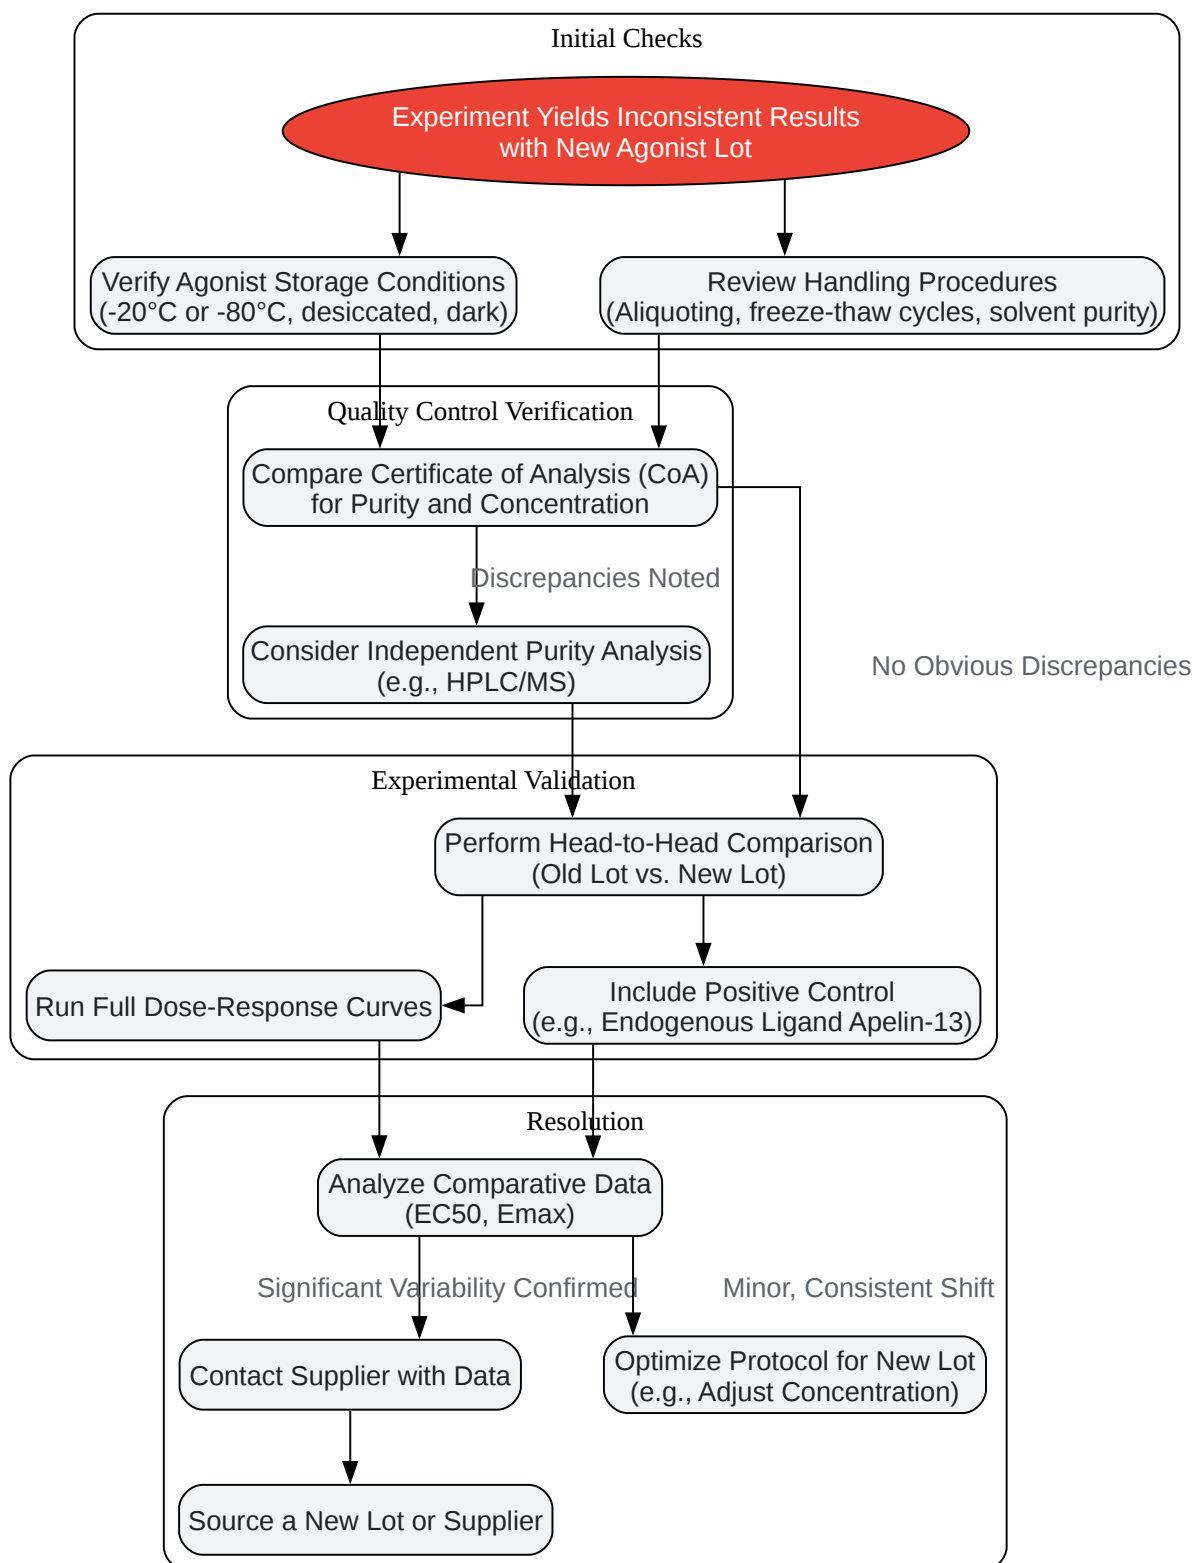 Initial Checks
Experiment Yields Inconsistent Results
with New Agonist Lot
Verify Agonist Storage Conditions
(-20°C or -80°C, desiccated, dark)
Review Handling Procedures
(Aliquoting, freeze-thaw cycles, solvent purity)
Quality Control Verification
Compare Certificate of Analysis (CoA)
for Purity and Concentration
Discrepancies Noted
Consider Independent Purity Analysis
(e.g., HPLC/MS)
No Obvious Discrepancies
Experimental Validation
Perform Head-to-Head Comparison
(Old Lot vs. New Lot)
Run Full Dose-Response Curves
Include Positive Control
(e.g., Endogenous Ligand Apelin-13)
Resolution
Analyze Comparative Data
(EC50, Emax)
Significant Variability Confirmed
Minor, Consistent Shift
Contact Supplier with Data
Optimize Protocol for New Lot
(e.g., Adjust Concentration)
Source a New Lot or Supplier